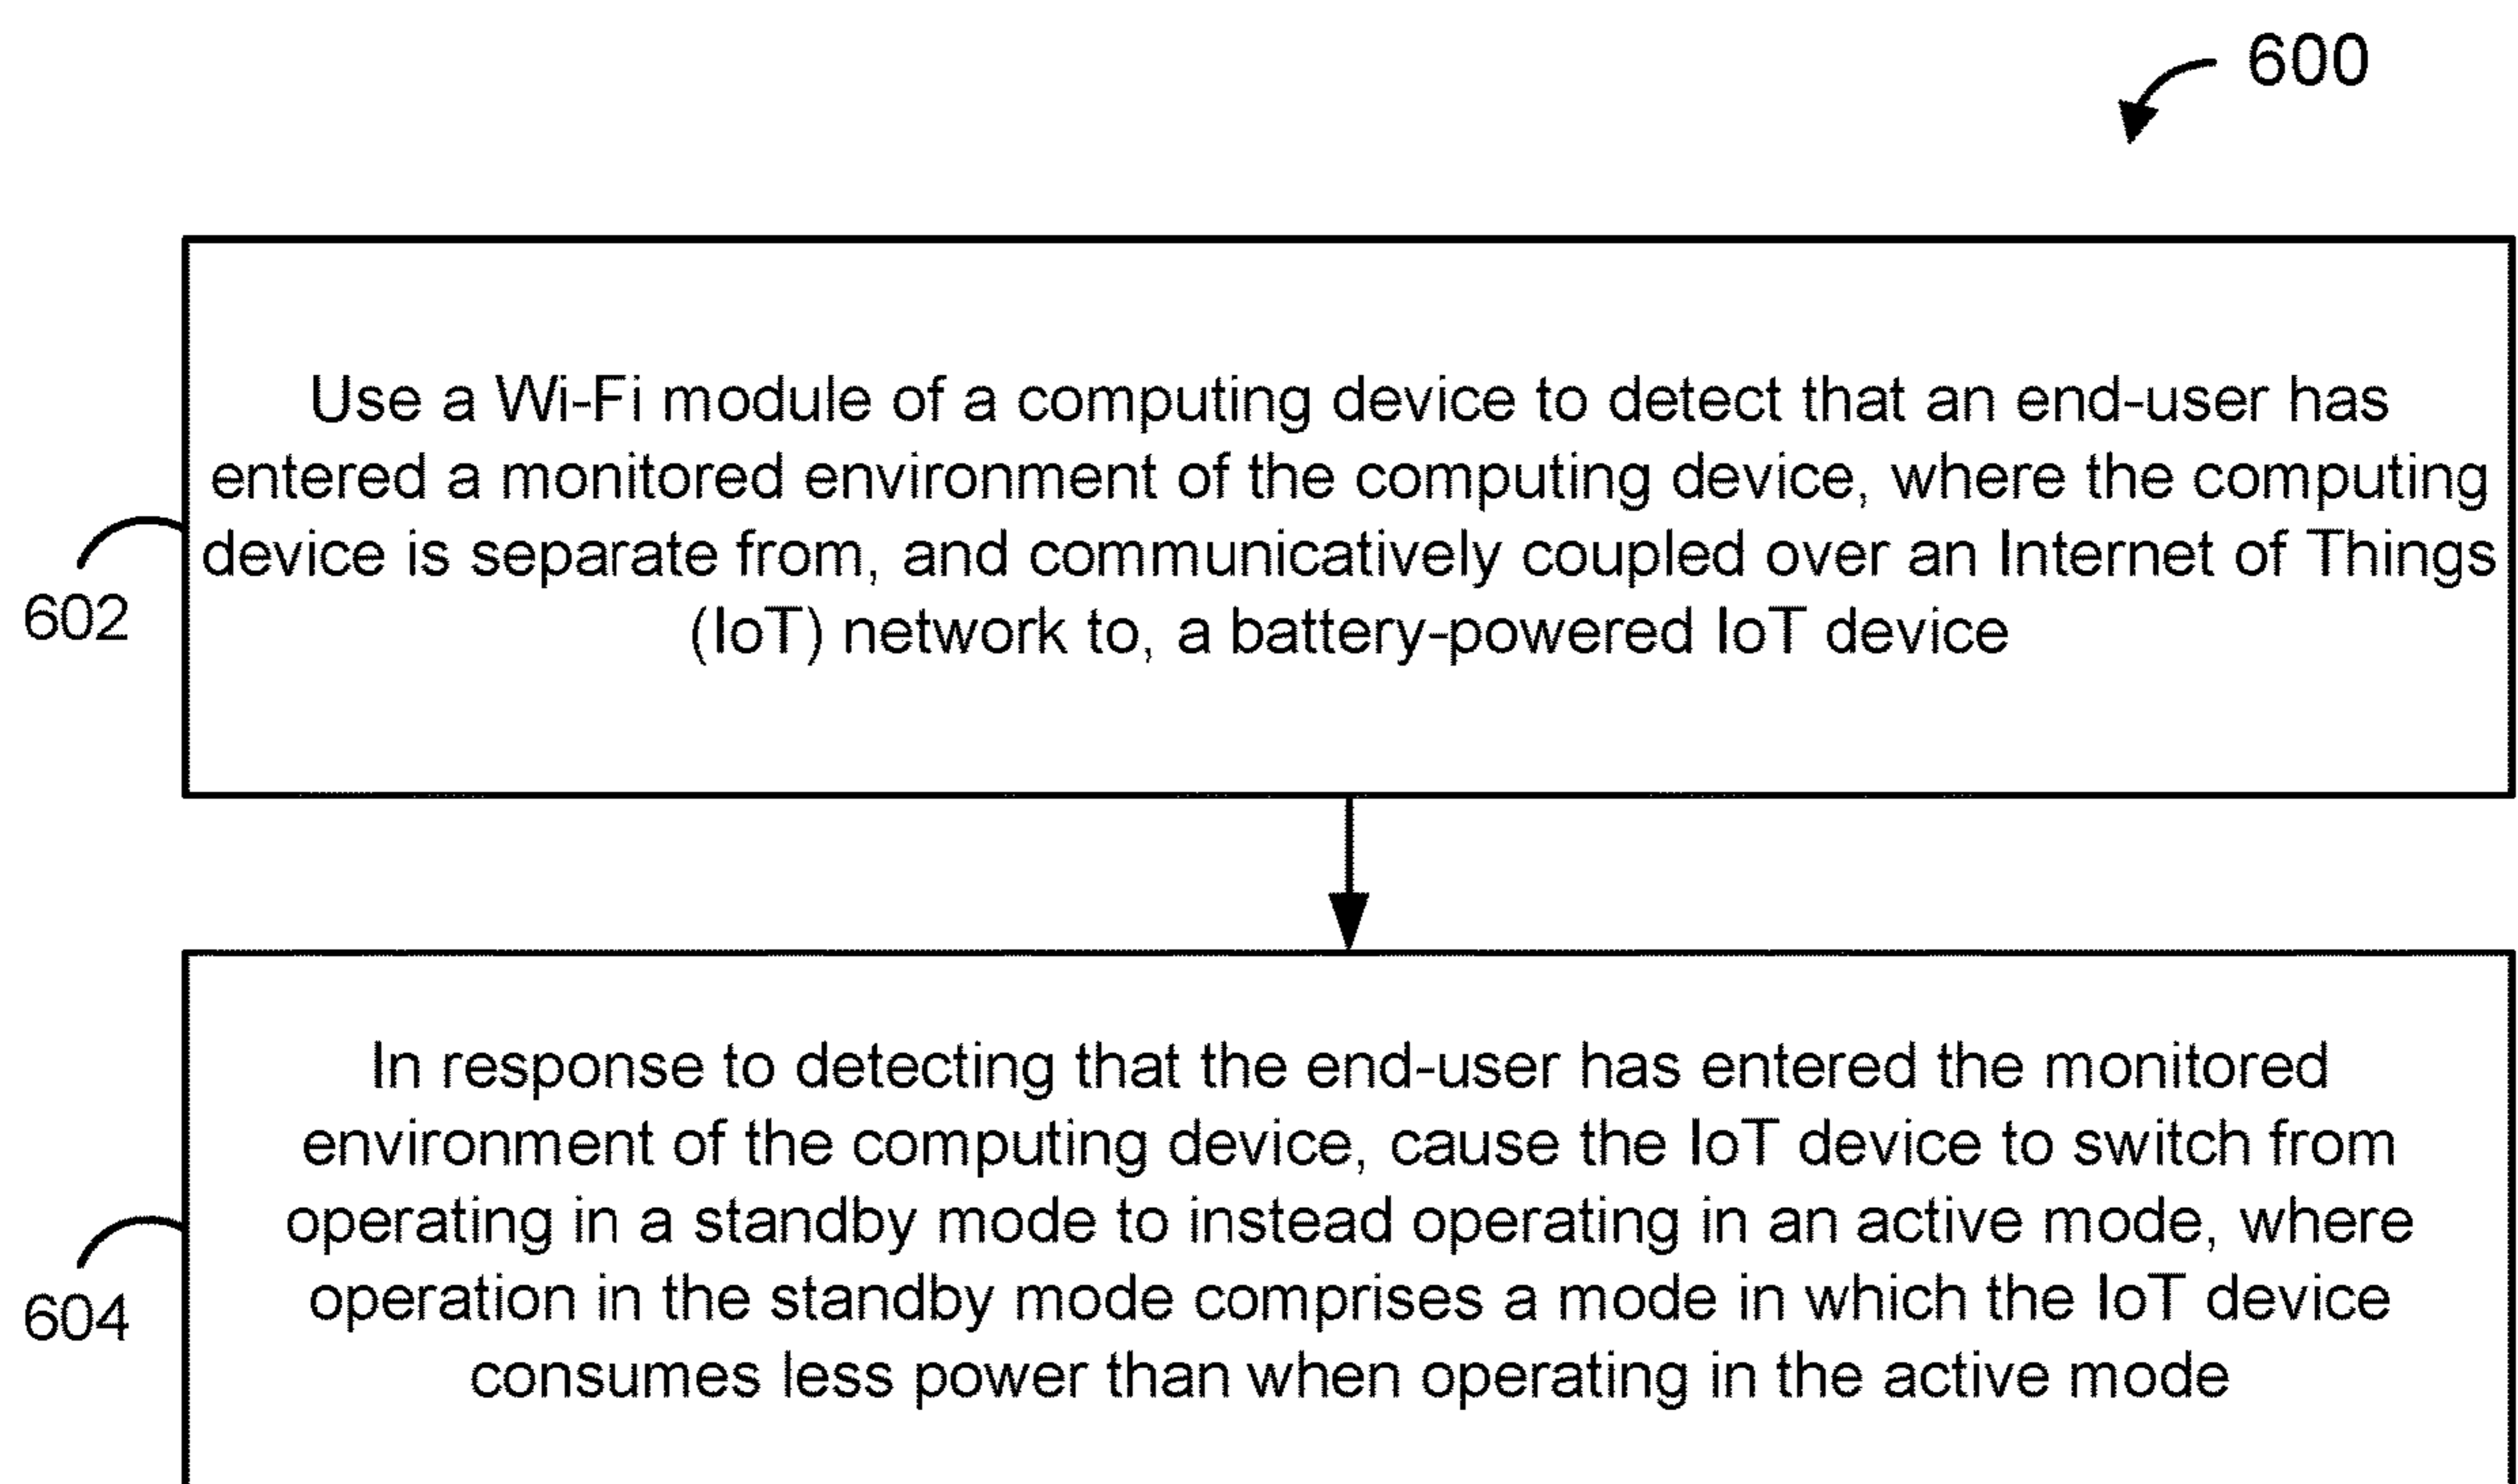 600
Use a Wi-Fi module of a computing device to detect that an end-user has
entered a monitored environment of the computing device, where the computing
device is separate from, and communicatively coupled over an Internet of Things
(IoT) network to, a battery-powered IoT device
602
In response to detecting that the end-user has entered the monitored
environment of the computing device, cause the IoT device to switch from
operating in a standby mode to instead operating in an active mode, where
operation in the standby mode comprises a mode in which the IoT device
consumes less power than when operating in the active mode
604